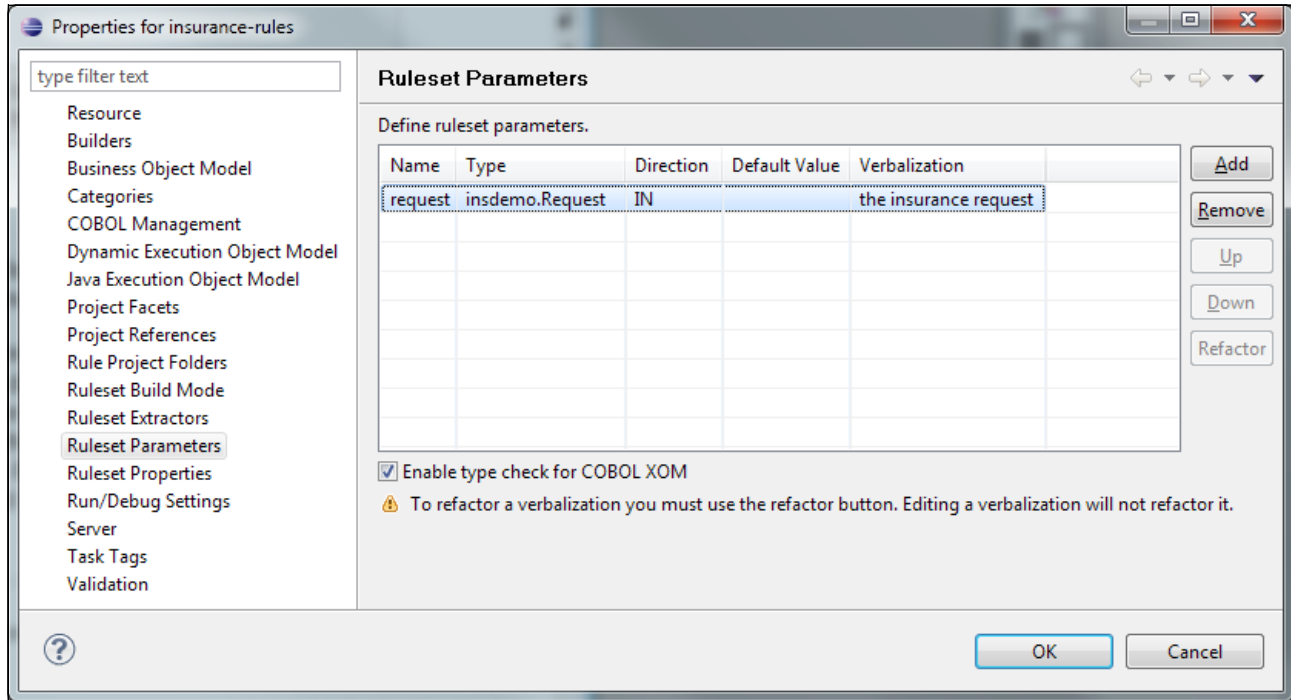 Properties for insurance-rules
type filter text
Resource
Builders
Business Object Model
Categories
COBOL Management
Dynamic Execution Object Model
Java Execution Object Model
Project Facets
Project References
Rule Project Folders
Ruleset Build Mode
Ruleset Extractors
Ruleset Parameters
Ruleset Properties
Run/Debug Settings
Server
Task Tags
Validation
Ruleset Parameters
Define ruleset parameters.
Name Type Direction Default Value Verbalization
request insdemo.Request IN the insurance request
Add
Remove
Up
Down
Refactor
Enable type check for COBOL XOM
To refactor a verbalization you must use the refactor button. Editing a verbalization will not refactor it.
?
OK Cancel